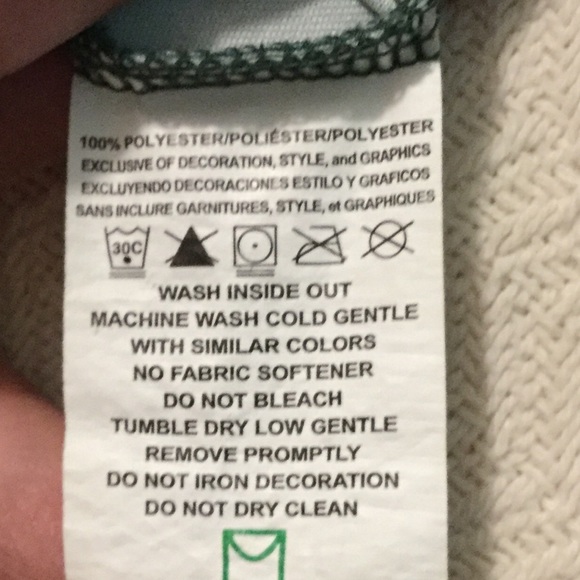 100% POLYESTER/POLIÉSTER/POLYESTER
EXCLUSIVE OF DECORATION, STYLE, and GRAPHICS
EXCLUYENDO DECORACIONES ESTILO Y GRAFICOS
SANS INCLURE GARNITURES, STYLE, et GRAPHIQUES
30C
WASH INSIDE OUT
MACHINE WASH COLD GENTLE
WITH SIMILAR COLORS
NO FABRIC SOFTENER
DO NOT BLEACH
TUMBLE DRY LOW GENTLE
REMOVE PROMPTLY
DO NOT IRON DECORATION
DO NOT DRY CLEAN